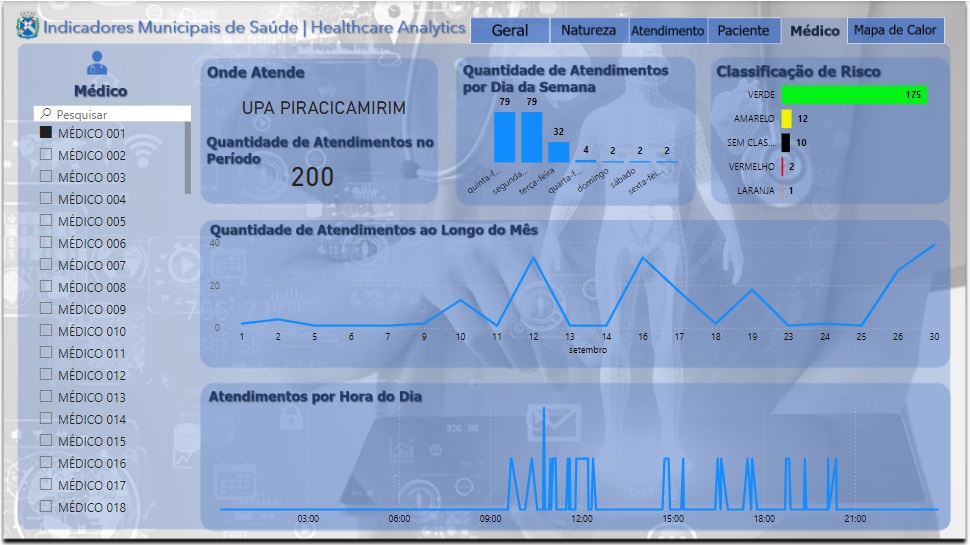 Indicadores Municipais de Saúde | Healthcare Analytics
Geral
Natureza
Atendimento
Paciente
Médico
Mapa de Calor
Médico
Pesquisar
MÉDICO 001
MÉDICO 002
MÉDICO 003
MÉDICO 004
MÉDICO 005
MÉDICO 006
MÉDICO 007
MÉDICO 008
MÉDICO 009
MÉDICO 010
MÉDICO 011
MÉDICO 012
MÉDICO 013
MÉDICO 014
MÉDICO 015
MÉDICO 016
MÉDICO 017
MÉDICO 018
Onde Atende
UPA PIRACICAMIRIM
Quantidade de Atendimentos no
Período
200
Quantidade de Atendimentos
por Dia da Semana
79 79 32 4 2 2 2
quinta-f... segunda... terça-feira quarta-f... domingo sábado sexta-fei...
Classificação de Risco
VERDE 175
AMARELO 12
SEM CLAS... 10
VERMELHO 2
LARANJA 1
Quantidade de Atendimentos ao Longo do Mês
40
20
0
1 2 5 6 7 9 10 11 12 13 14 16 17 18 19 23 24 25 26 30
setembro
Atendimentos por Hora do Dia
03:00 06:00 09:00 12:00 15:00 18:00 21:00